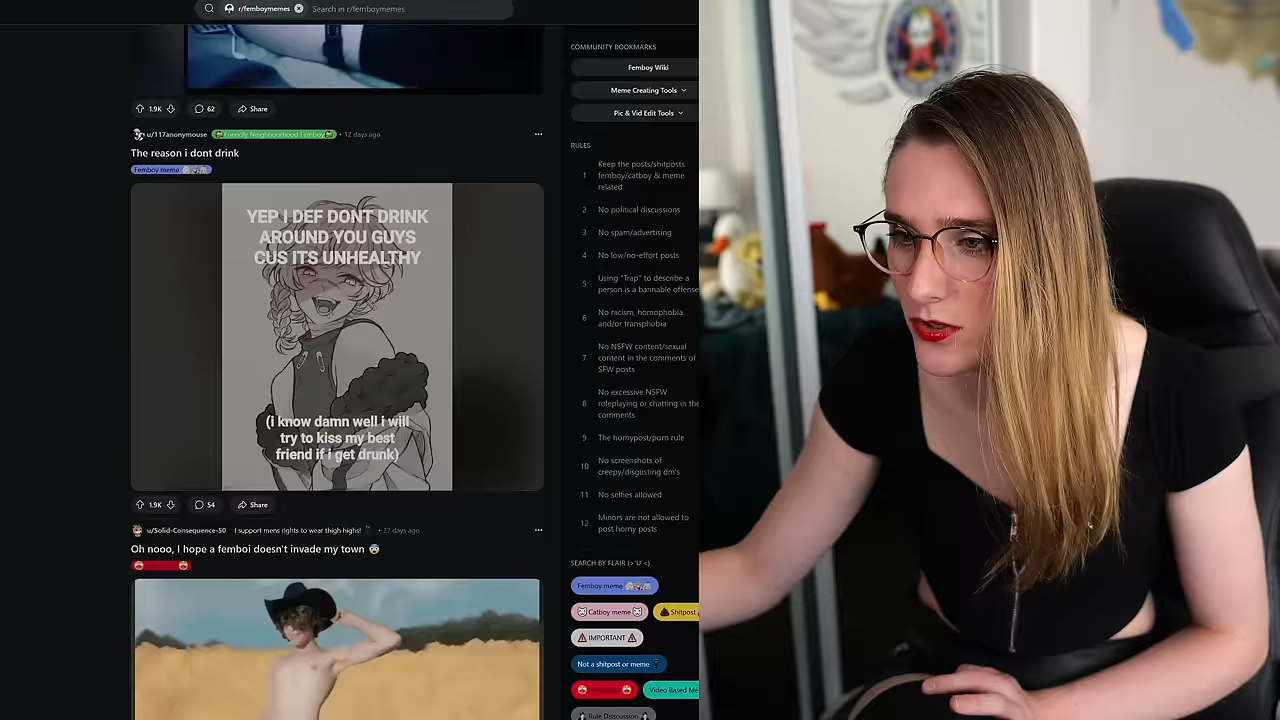 r/femboymemes
Search in r/femboymemes
1.9K
62
Share
u/117anonymouse
Friendly Neighbourhood Femboy
• 12 days ago
The reason i dont drink
Femboy meme
YEP I DEF DONT DRINK
AROUND YOU GUYS
CUS ITS UNHEALTHY
(i know damn well i will
try to kiss my best
friend if i get drunk)
1.9K
54
Share
u/Solid-Consequence-50
I support mens rights to wear thigh highs!
• 27 days ago
Oh nooo, I hope a femboi doesn't invade my town 😨
COMMUNITY BOOKMARKS
Femboy Wiki
Meme Creating Tools
Pic & Vid Edit Tools
RULES
1
Keep the posts/shitposts
femboy/catboy & meme
related
2
No political discussions
3
No spam/advertising
4
No low/no-effort posts
5
Using "Trap" to describe a
person is a bannable offense
6
No racism, homophobia
and/or transphobia
7
No NSFW content/sexual
content in the comments of
SFW posts
8
No excessive NSFW
roleplaying or chatting in the
comments
9
The hornypost/porn rule
10
No screenshots of
creepy/disgusting dm's
11
No selfies allowed
12
Minors are not allowed to
post horny posts
SEARCH BY FLAIR (>'U'<)
Femboy meme
Catboy meme
Shitpost
IMPORTANT
Not a shitpost or meme
Video Based Me
Rule Disscussion